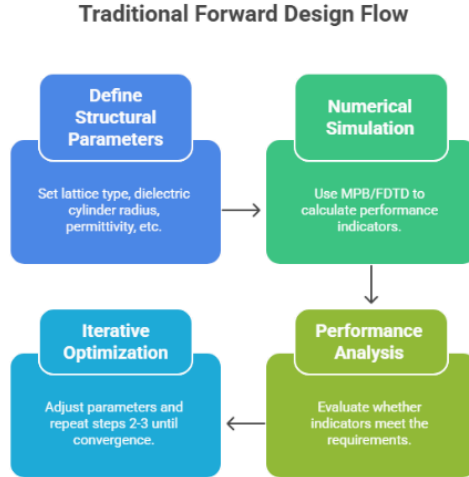 Traditional Forward Design Flow
Define
Structural
Parameters
Set lattice type, dielectric
cylinder radius,
permittivity, etc.
Numerical
Simulation
Use MPB/FDTD to
calculate performance
indicators.
Iterative
Optimization
Adjust parameters and
repeat steps 2-3 until
convergence.
Performance
Analysis
Evaluate whether
indicators meet the
requirements.